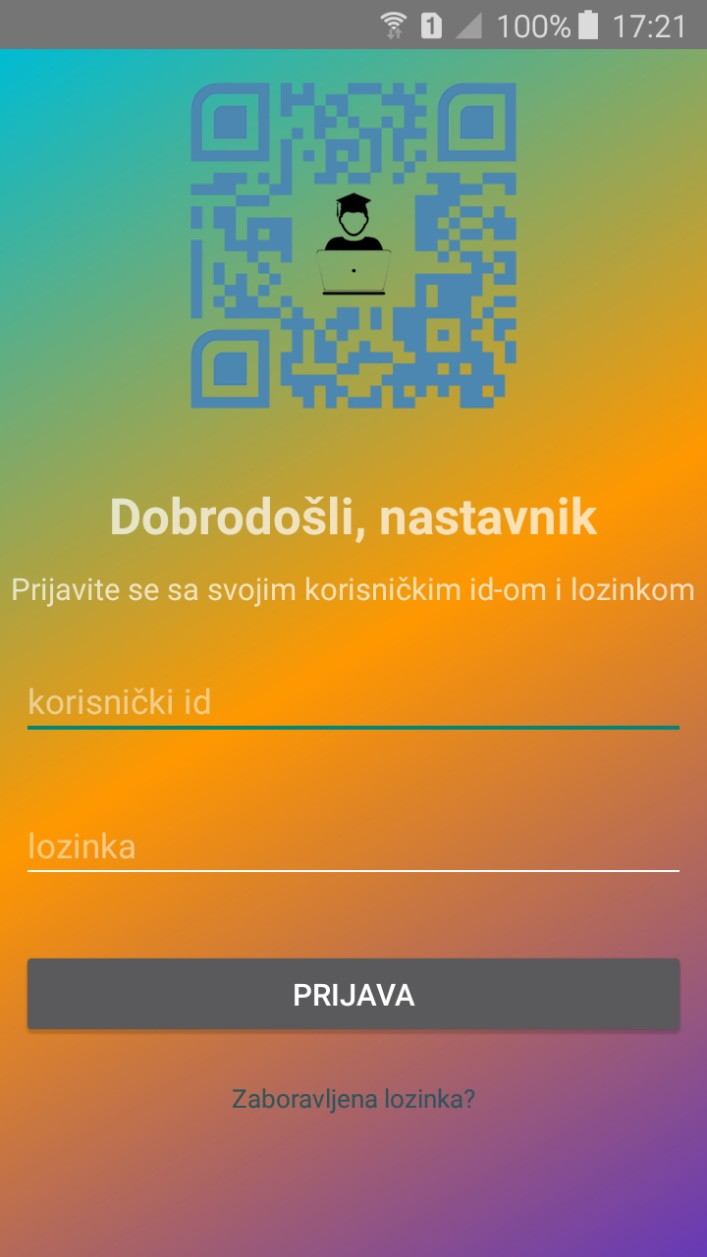 1 100% 17:21
Dobrodošli, nastavnik
Prijavite se sa svojim korisničkim id-om i lozinkom
korisnički id
lozinka
PRIJAVA
Zaboravljena lozinka?